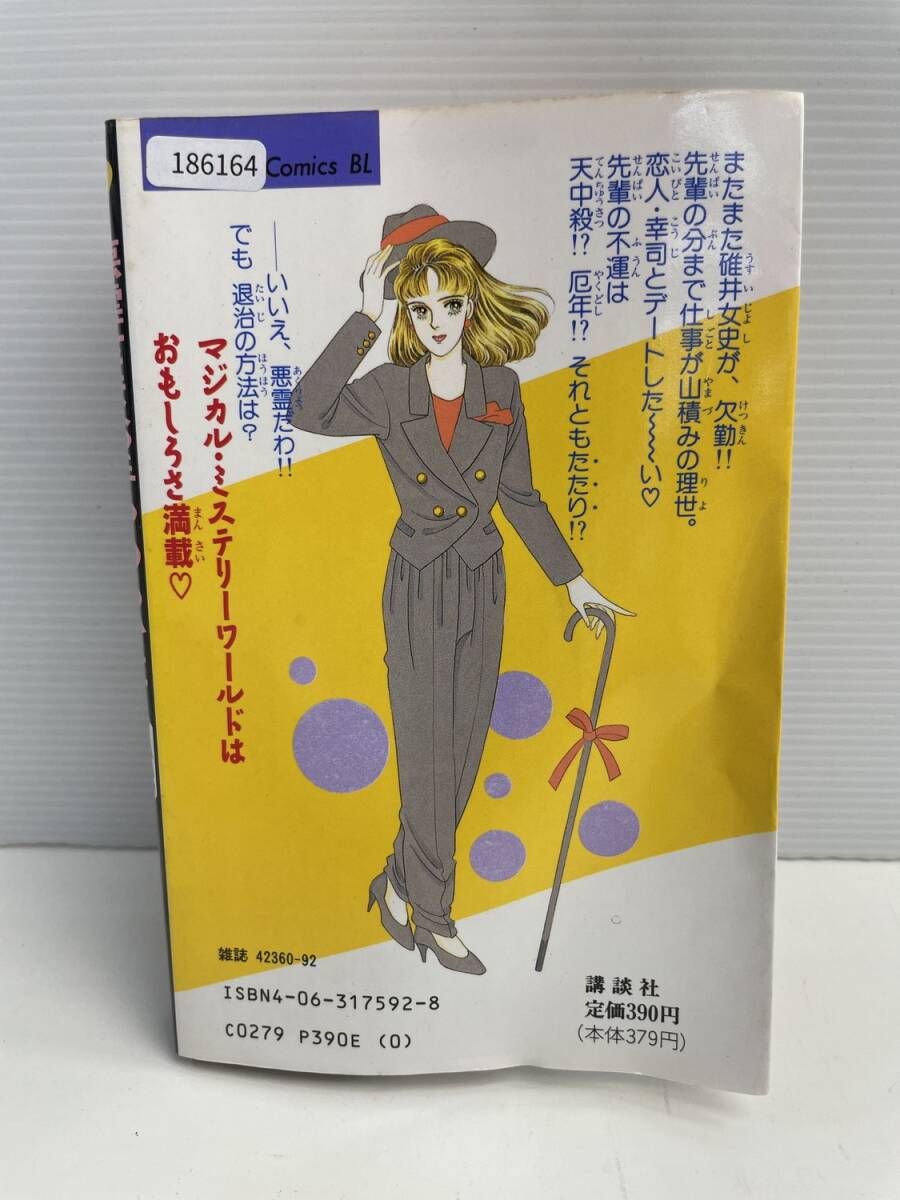 186164
Comics BL
またまた碓井女史が、欠勤!!
先輩の分まで仕事が山積みの理世。
恋人・幸司とデートした〜〜い♡
先輩の不運は
天中殺!? 厄年!? それともたたり!?
――いいえ、悪霊だわ!!
でも 退治の方法は?
マジカル・ミステリーワールドは
おもしろさ満載♡
雑誌 42360-92
ISBN4-06-317592-8
C0279 P390E (0)
講談社
定価390円
(本体379円)